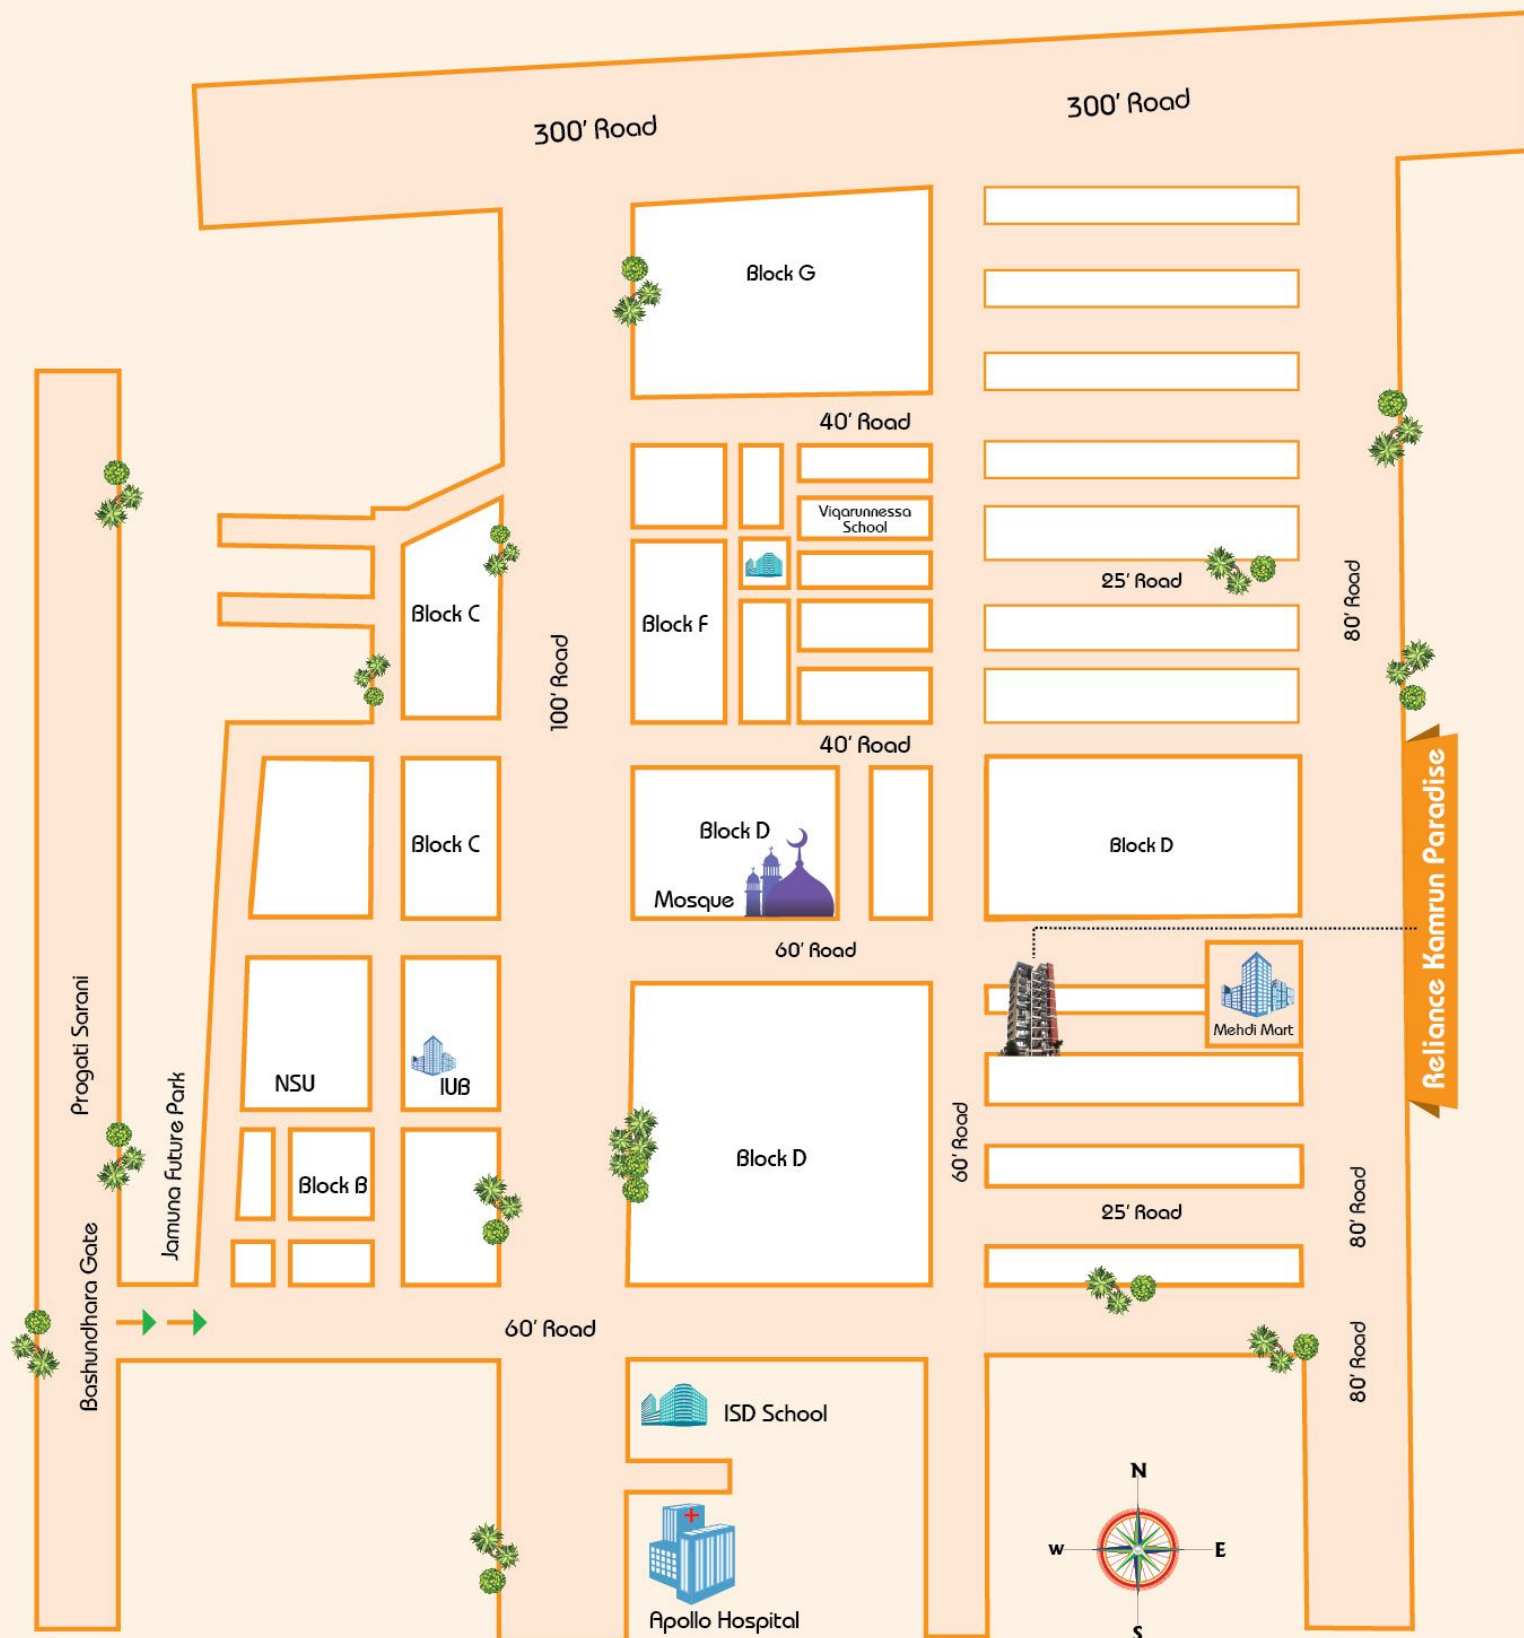 300' Road
300' Road
Block G
40' Road
Viqarunnessa
School
25' Road
80' Road
Block C
Block F
100' Road
40' Road
Block C
Block D
Mosque
Block D
Reliance Kamrun Paradise
60' Road
Progati Sarani
Mehdi Mart
NSU
IUB
Jamuna Future Park
60' Road
Block D
Block B
25' Road
80' Road
Bashundhara Gate
60' Road
80' Road
ISD School
Apollo Hospital
N
W
E
S